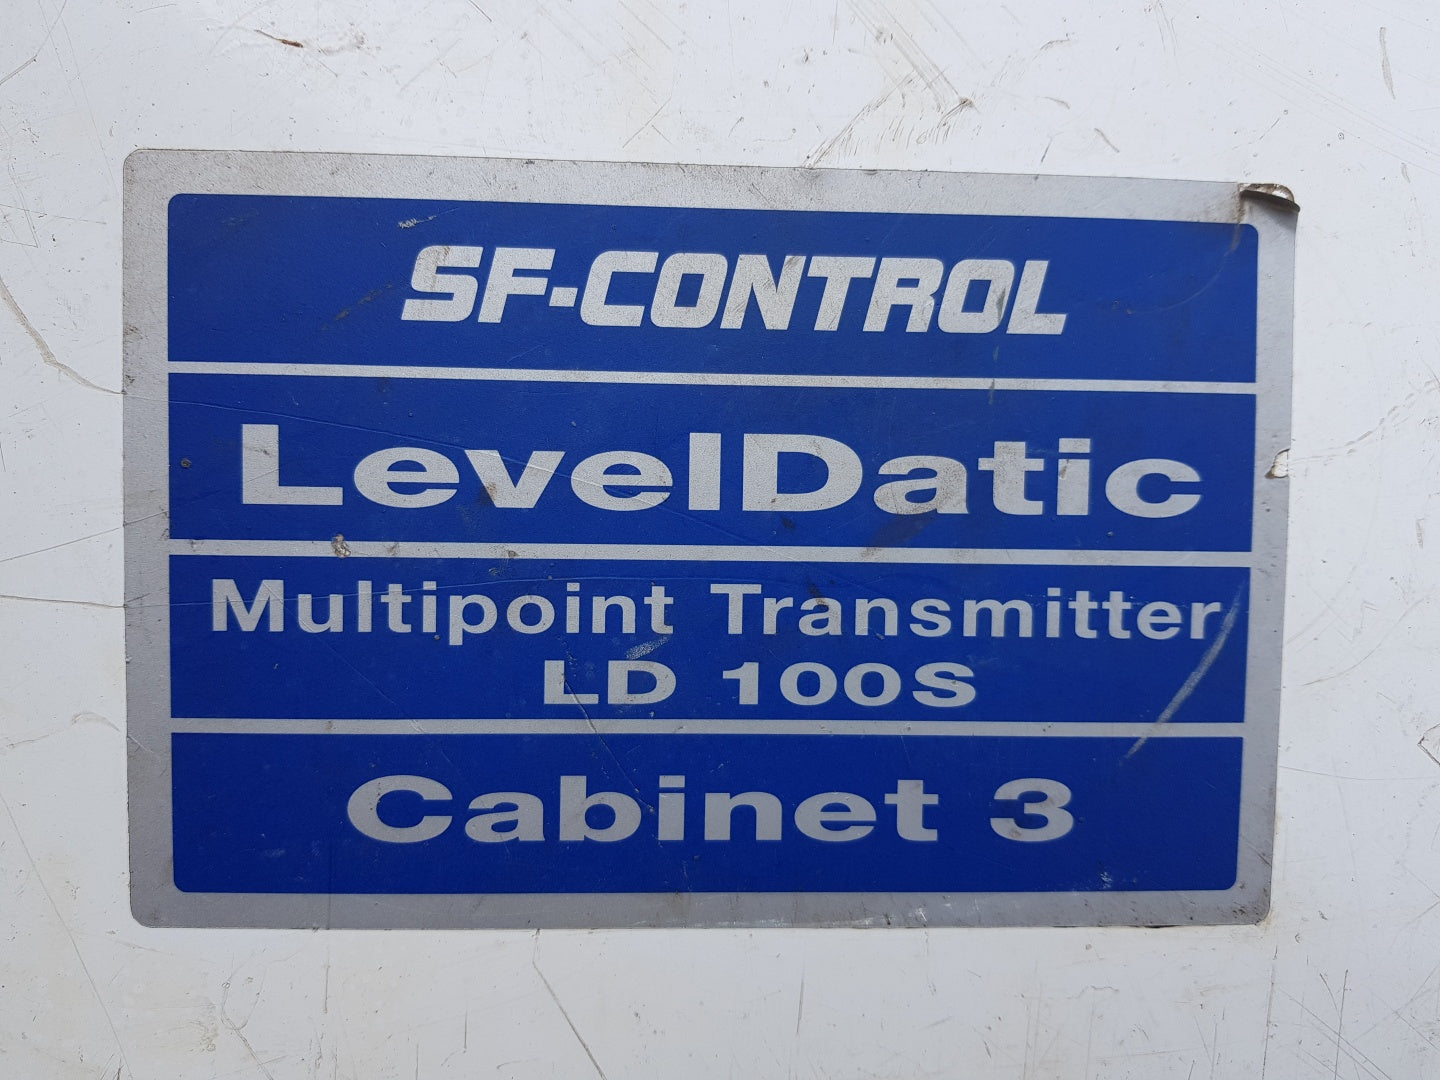 SF-CONTROL
LevelDatic
Multipoint Transmitter
LD 100S
Cabinet 3